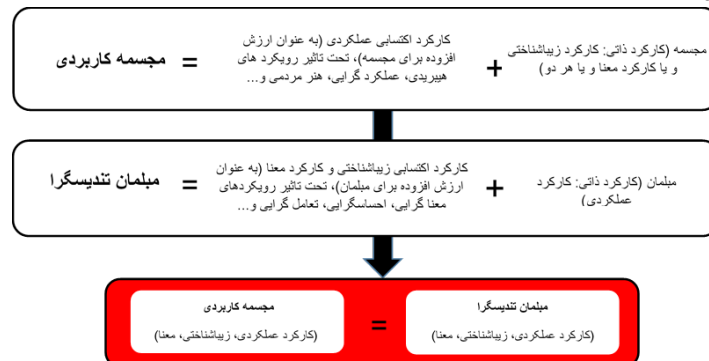 مجسمه (کارکرد ذاتی: کارکرد زیباشناختی
و یا کارکرد معنا و یا هر دو)
+
کارکرد اکتسابی عملکردی (به عنوان ارزش
افزوده برای مجسمه)، تحت تاثیر رویکرد های
هیبریدی، عملکرد گرایی، هنر مردمی و...
=
مجسمه کاربردی
مبلمان (کارکرد ذاتی: کارکرد
عملکردی)
+
کارکرد اکتسابی زیباشناختی و کارکرد معنا (به عنوان
ارزش افزوده برای مبلمان)، تحت تاثیر رویکردهای
معنا گرایی، احساسگرایی، تعامل گرایی و...
=
مبلمان تندیسگرا
مبلمان تندیسگرا
(کارکرد عملکردی، زیباشناختی، معنا)
=
مجسمه کاربردی
(کارکرد عملکردی، زیباشناختی، معنا)